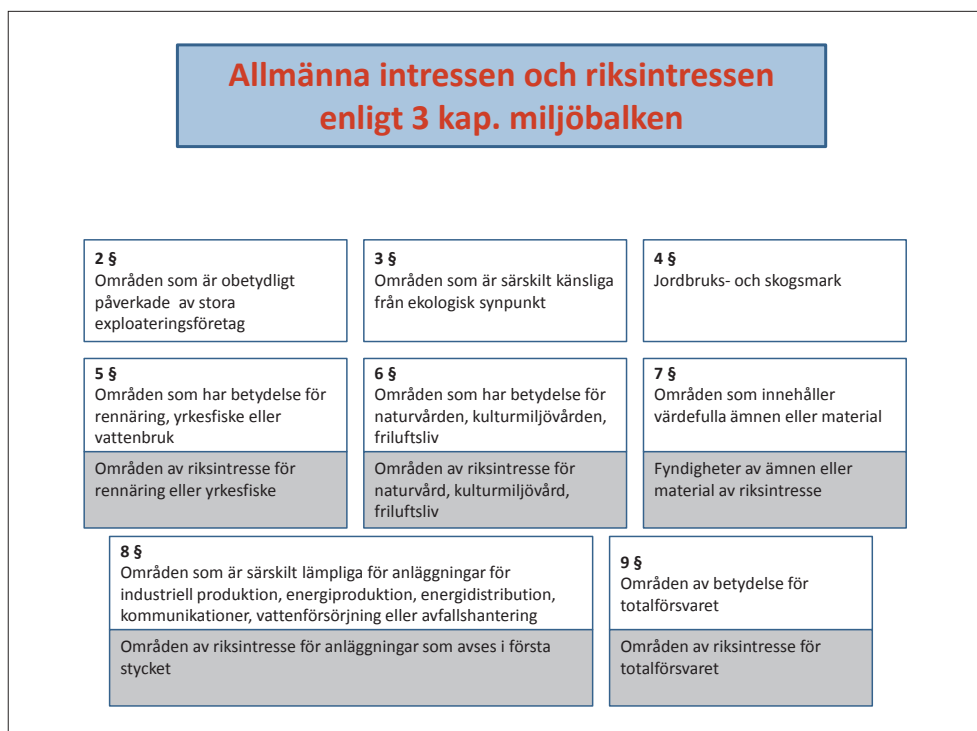 Allmänna intressen och riksintressen
enligt 3 kap. miljöbalken
2 §
Områden som är obetydligt
påverkade av stora
exploateringsföretag
3 §
Områden som är särskilt känsliga
från ekologisk synpunkt
4 §
Jordbruks- och skogsmark
5 §
Områden som har betydelse för
rennäring, yrkesfiske eller
vattenbruk
Områden av riksintresse för
rennäring eller yrkesfiske
6 §
Områden som har betydelse för
naturvården, kulturmiljövården,
friluftsliv
Områden av riksintresse för
naturvård, kulturmiljövård,
friluftsliv
7 §
Områden som innehåller
värdefulla ämnen eller material
Fyndigheter av ämnen eller
material av riksintresse
8 §
Områden som är särskilt lämpliga för anläggningar för
industriell produktion, energiproduktion, energidistribution,
kommunikationer, vattenförsörjning eller avfallshantering
Områden av riksintresse för anläggningar som avses i första
stycket
9 §
Områden av betydelse för
totalförsvaret
Områden av riksintresse för
totalförsvaret